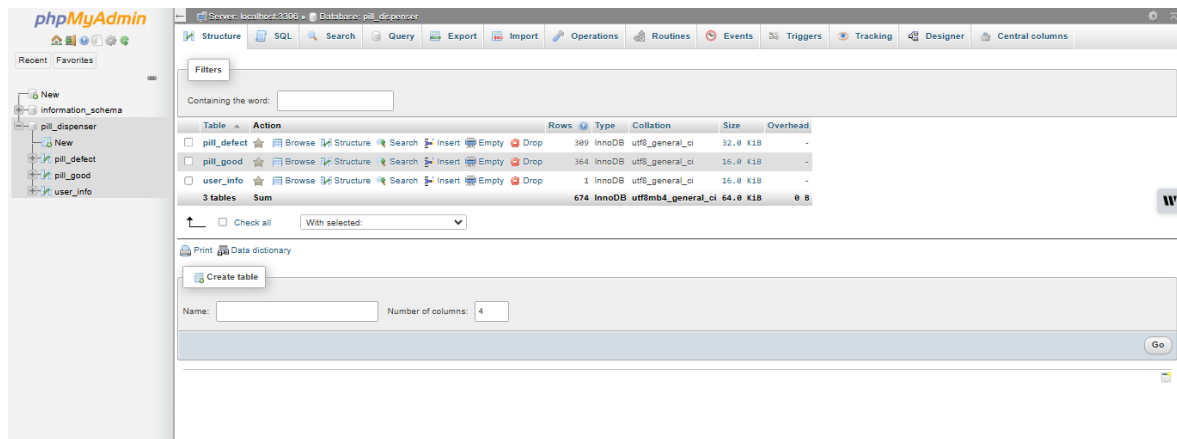 phpMyAdmin
Recent Favorites
New
information_schema
pill_dispenser
New
pill_defect
pill_good
user_info
Server: localhost:3306 » Database: pill_dispenser
Structure SQL Search Query Export Import Operations Routines Events Triggers Tracking Designer Central columns
Filters
Containing the word:
Table Action Rows Type Collation Size Overhead
pill_defect Browse Structure Search Insert Empty Drop 309 InnoDB utf8_general_ci 32.0 KiB -
pill_good Browse Structure Search Insert Empty Drop 364 InnoDB utf8_general_ci 16.0 KiB -
user_info Browse Structure Search Insert Empty Drop 1 InnoDB utf8_general_ci 16.0 KiB -
3 tables Sum 674 InnoDB utf8mb4_general_ci 64.0 KiB 0 B
Check all With selected:
Print Data dictionary
Create table
Name: Number of columns: 4
Go